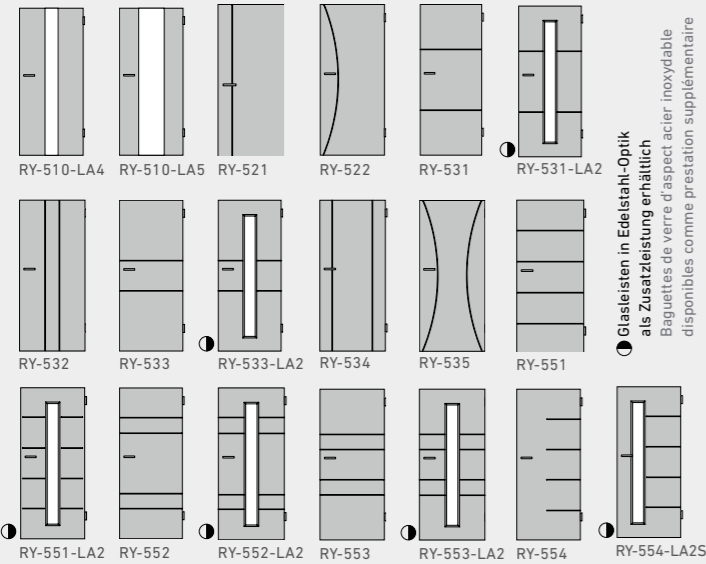 RY-510-LA4
RY-510-LA5
RY-521
RY-522
RY-531
RY-531-LA2
RY-532
RY-533
RY-533-LA2
RY-534
RY-535
RY-551
RY-551-LA2
RY-552
RY-552-LA2
RY-553
RY-553-LA2
RY-554
RY-554-LA2S
Glasleisten in Edelstahl-Optik
als Zusatzleistung erhältlich
Baguettes de verre d'aspect acier inoxydable
disponibles comme prestation supplémentaire